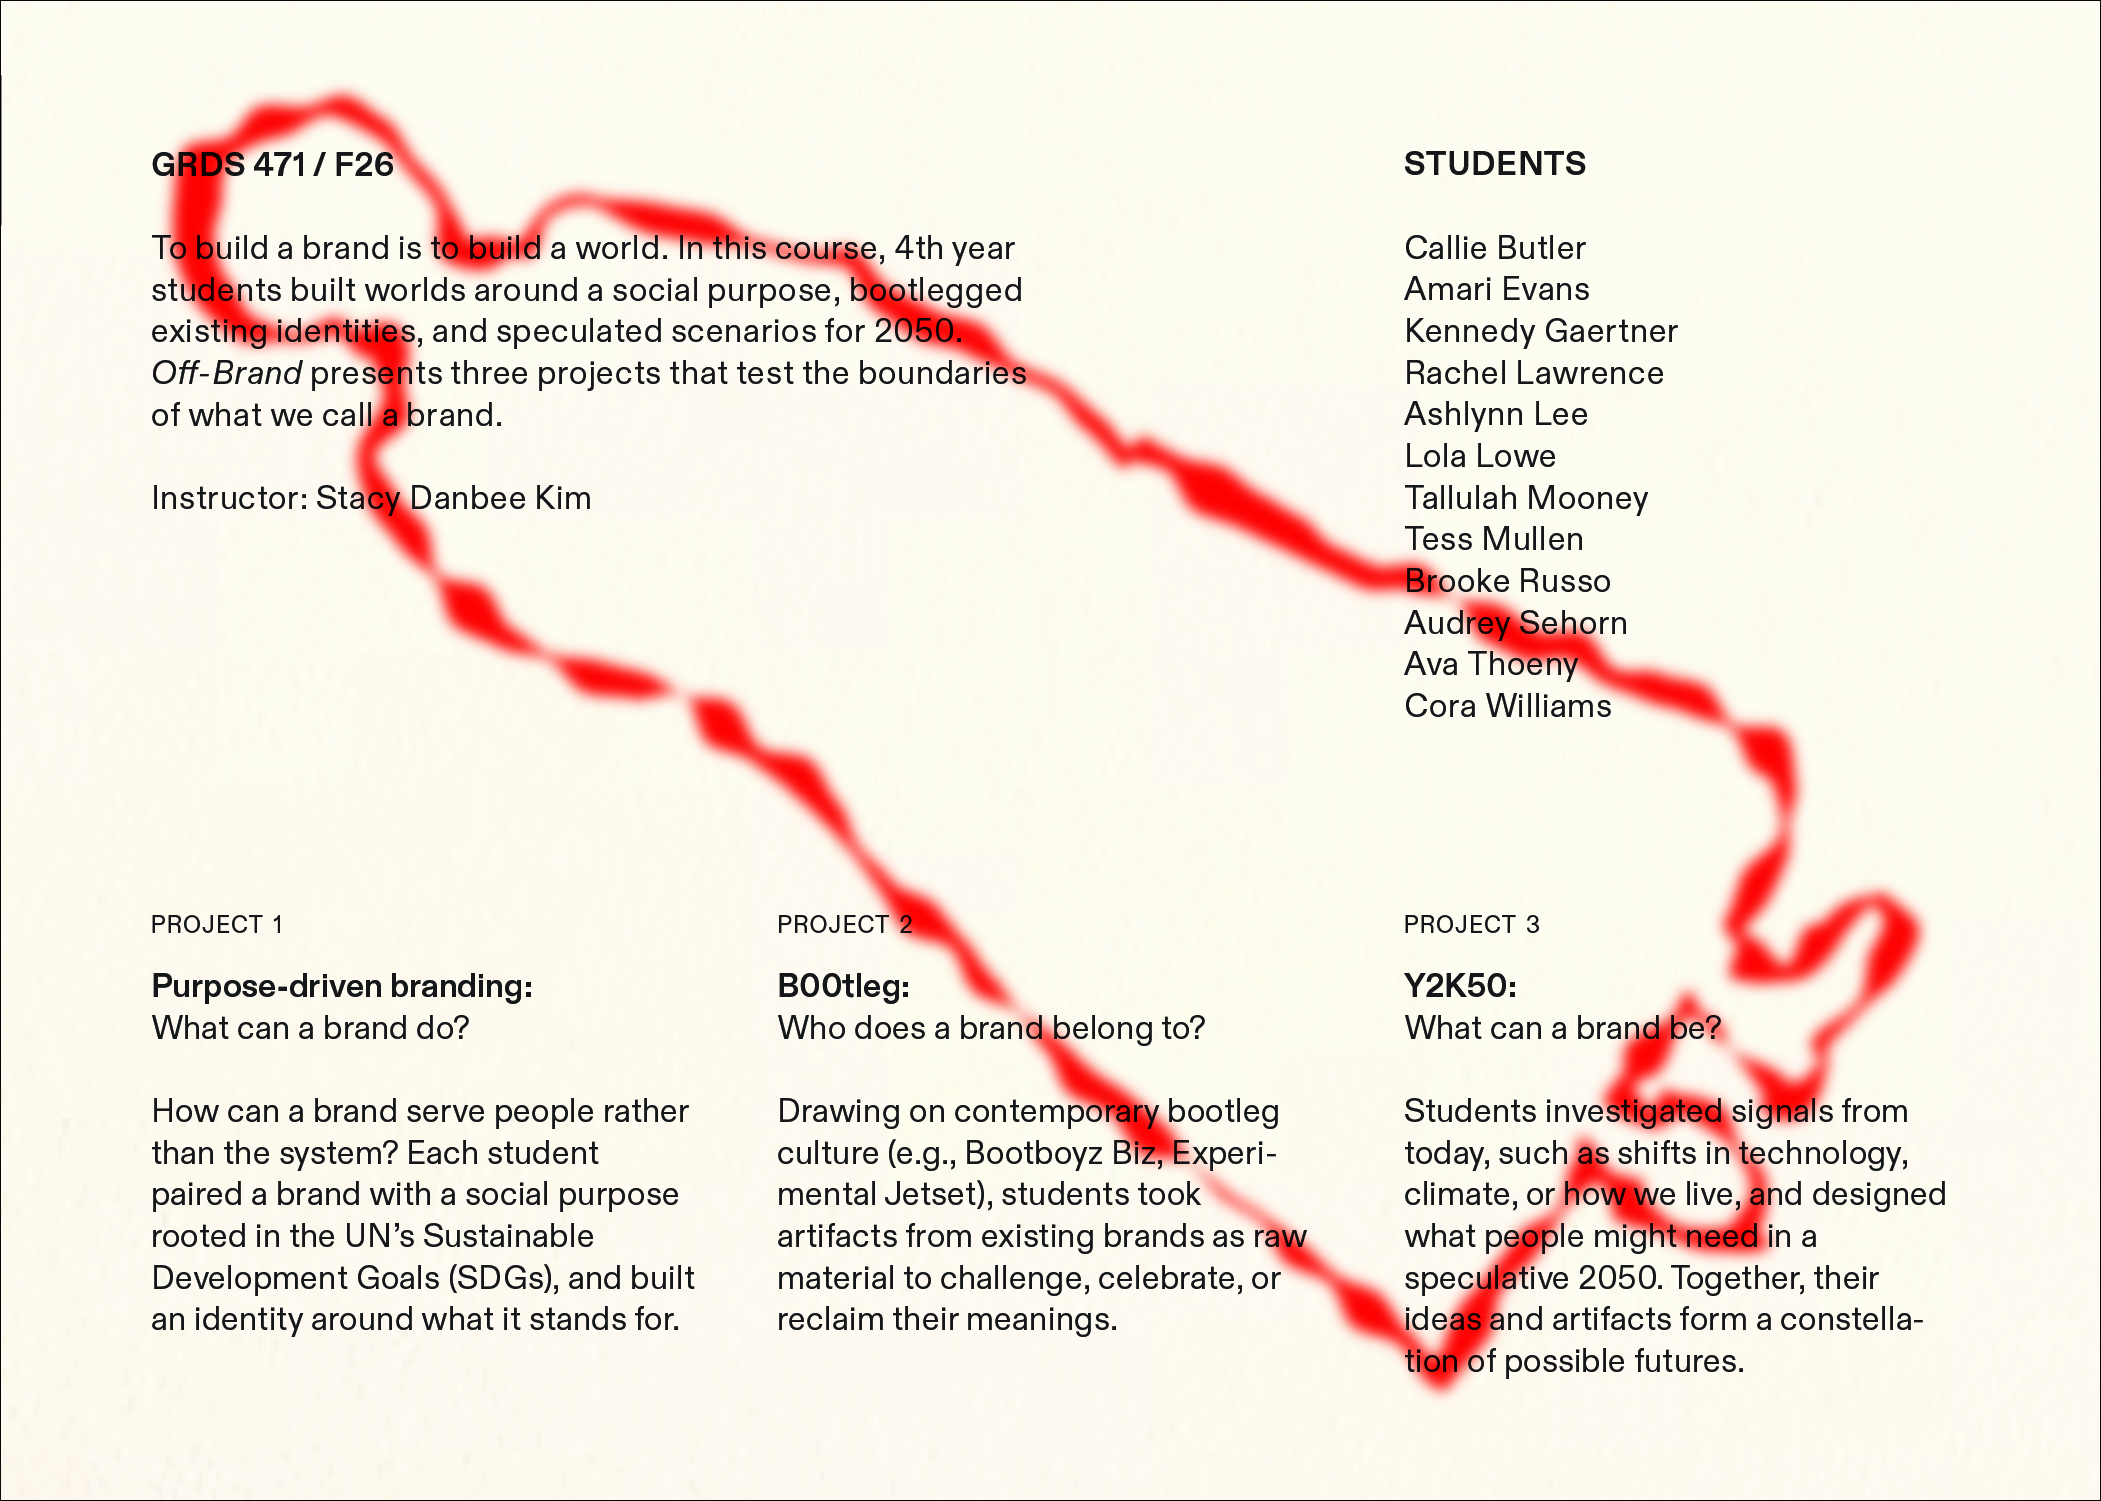 GRDS 471 / F26
To build a brand is to build a world. In this course, 4th year
students built worlds around a social purpose, bootlegged
existing identities, and speculated scenarios for 2050.
Off-Brand presents three projects that test the boundaries
of what we call a brand.
Instructor: Stacy Danbee Kim
STUDENTS
Callie Butler
Amari Evans
Kennedy Gaertner
Rachel Lawrence
Ashlynn Lee
Lola Lowe
Tallulah Mooney
Tess Mullen
Brooke Russo
Audrey Sehorn
Ava Thoeny
Cora Williams
PROJECT 1
Purpose-driven branding:
What can a brand do?
How can a brand serve people rather
than the system? Each student
paired a brand with a social purpose
rooted in the UN’s Sustainable
Development Goals (SDGs), and built
an identity around what it stands for.
PROJECT 2
B00tleg:
Who does a brand belong to?
Drawing on contemporary bootleg
culture (e.g., Bootboyz Biz, Experi-
mental Jetset), students took
artifacts from existing brands as raw
material to challenge, celebrate, or
reclaim their meanings.
PROJECT 3
Y2K50:
What can a brand be?
Students investigated signals from
today, such as shifts in technology,
climate, or how we live, and designed
what people might need in a
speculative 2050. Together, their
ideas and artifacts form a constella-
tion of possible futures.